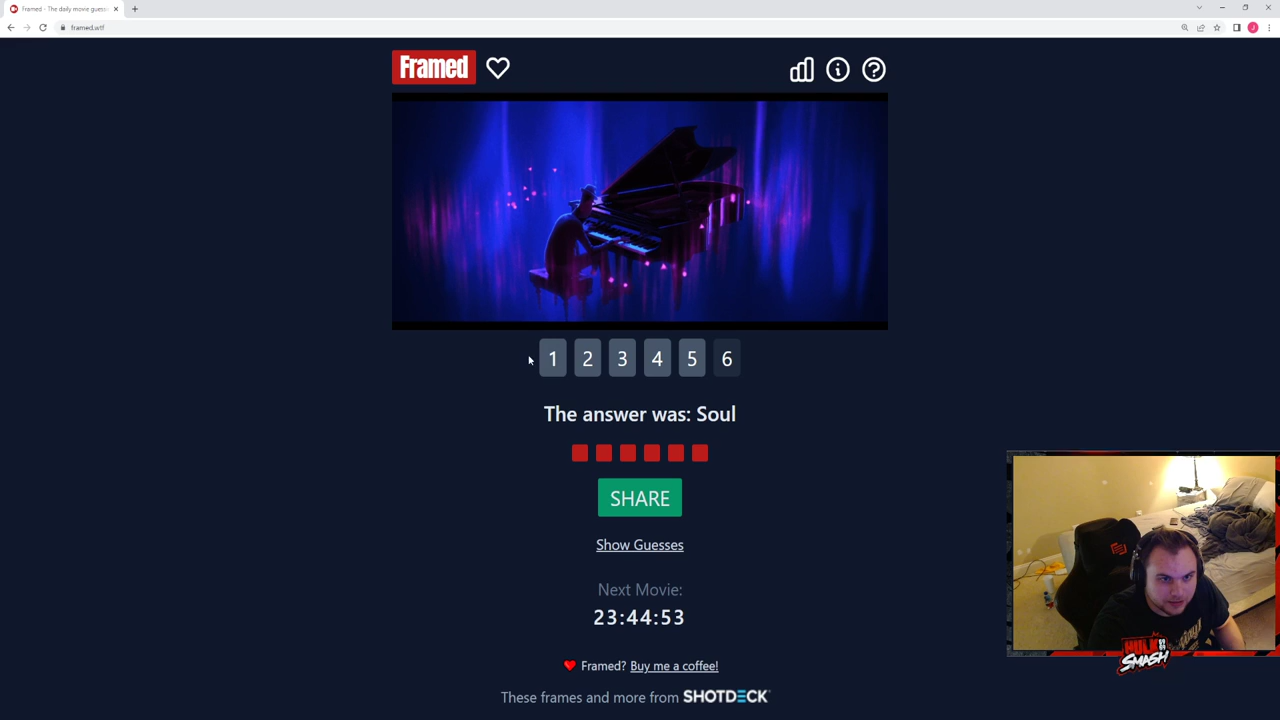 Framed - The daily movie guess
framed.wtf
J
Framed
1 2 3 4 5 6
The answer was: Soul
SHARE
Show Guesses
Next Movie:
23:44:53
Framed? Buy me a coffee!
These frames and more from SHOTDECK
HULK
SMASH